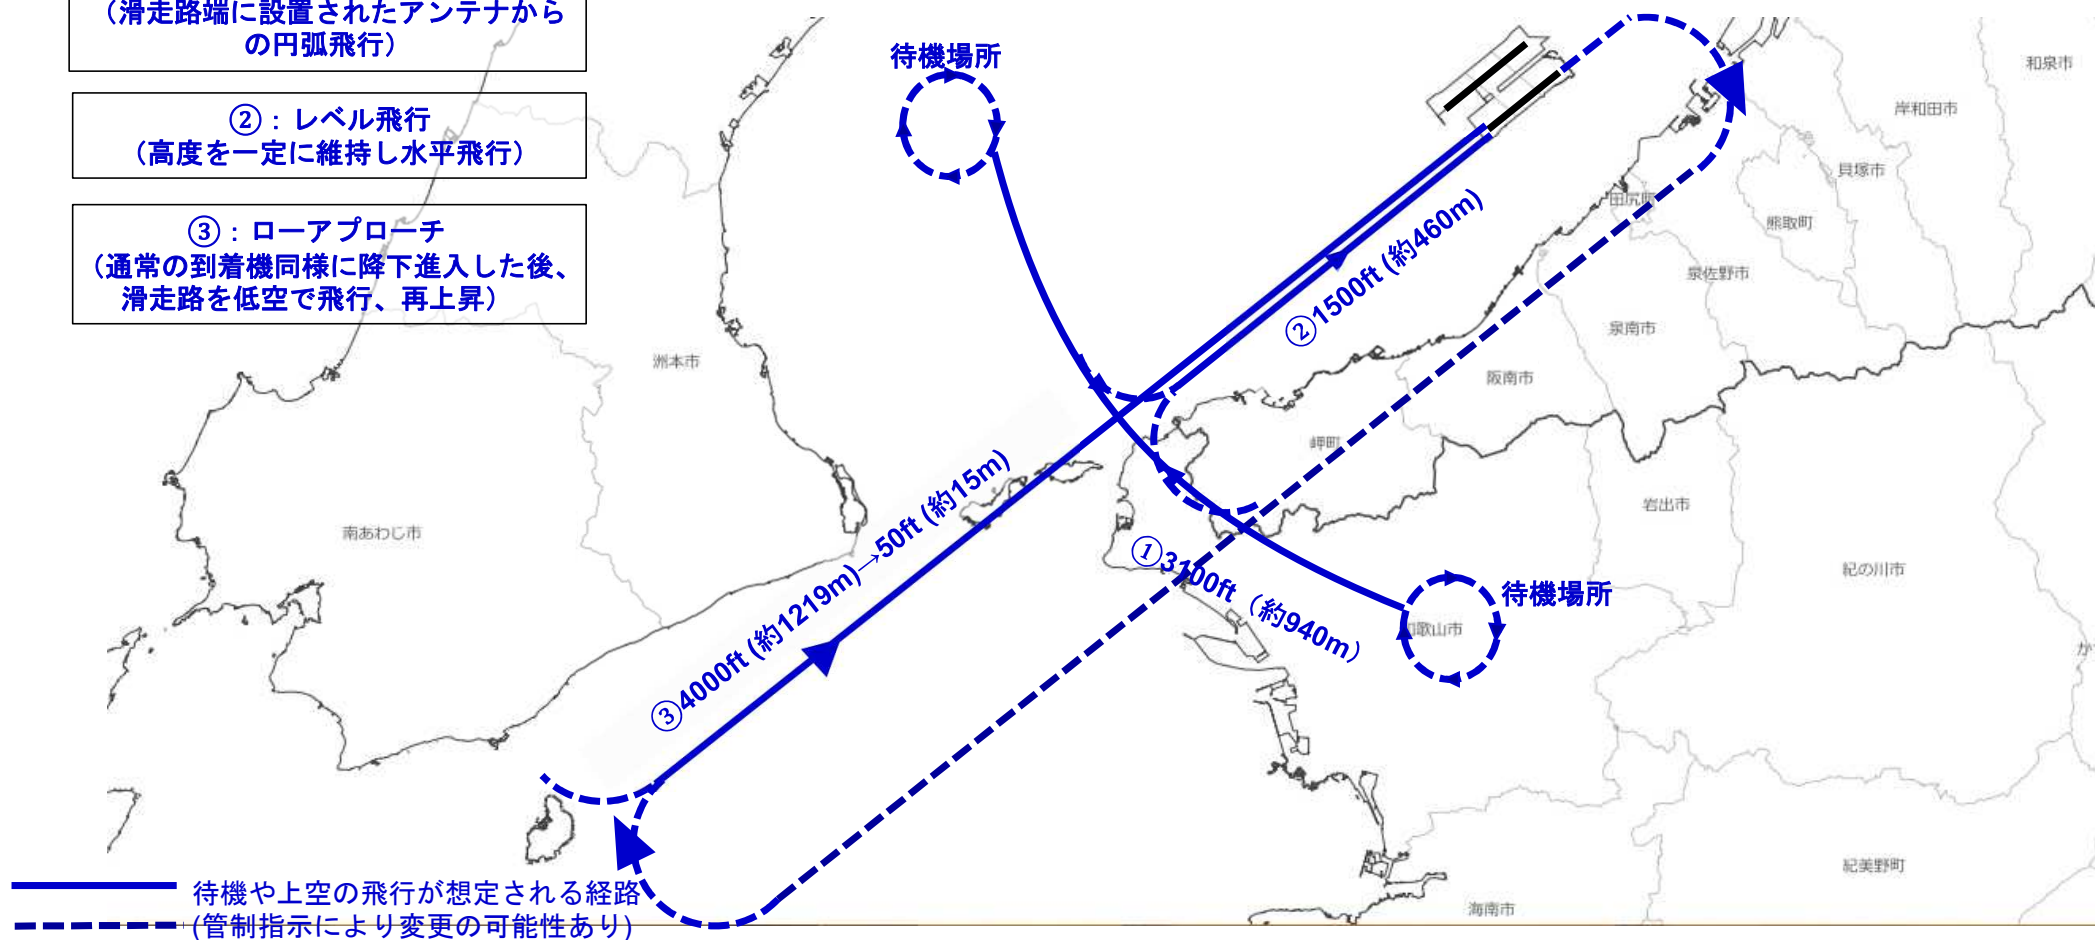 （滑走路端に設置されたアンテナから
の円弧飛行）
②：レベル飛行
（高度を一定に維持し水平飛行）
③：ローアプローチ
（通常の到着機同様に降下進入した後、
滑走路を低空で飛行、再上昇）
待機場所
和泉市
岸和田市
貝塚市
田尻町
熊取町
泉佐野市
②1500ft (約460m)
泉南市
洲本市
阪南市
岬町
岩出市
南あわじ市
③4000ft (約1219m)→50ft (約15m)
①3100ft（約940m）
紀の川市
待機場所
和歌山市
か
紀美野町
海南市
待機や上空の飛行が想定される経路
(管制指示により変更の可能性あり)